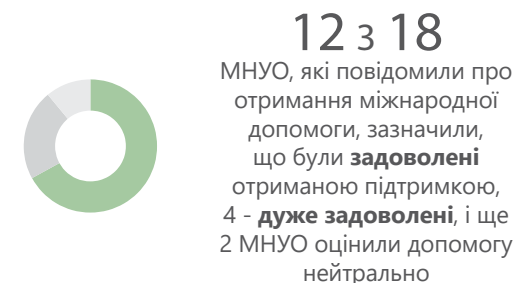 12 з 18
МНУО, які повідомили про
отримання міжнародної
допомоги, зазначили,
що були задоволені
отриманою підтримкою,
4 - дуже задоволені, і ще
2 МНУО оцінили допомогу
нейтрально